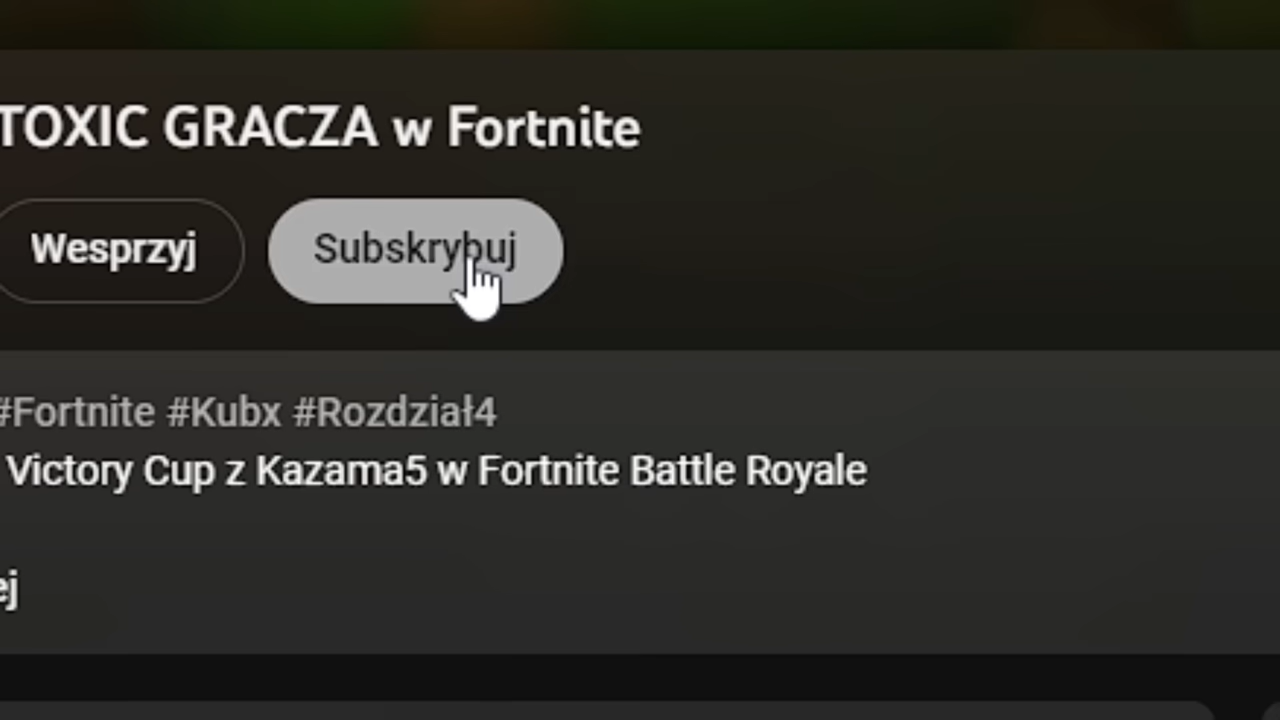 TOXIC GRACZA w Fortnite
Wesprzyj Subskrybuj
#Fortnite #Kubx #Rozdział4
Victory Cup z Kazama5 w Fortnite Battle Royale
ej